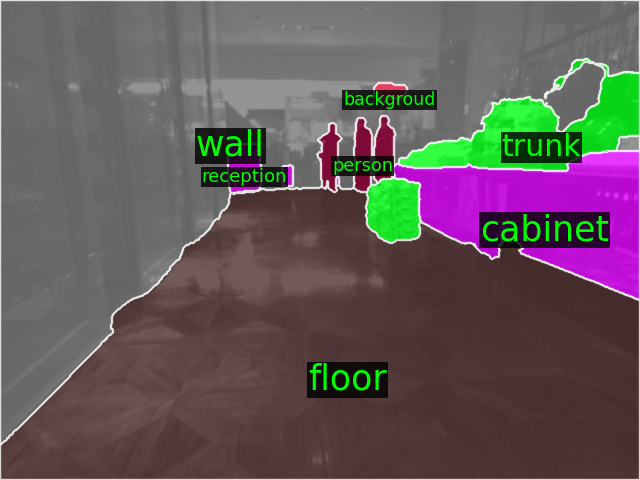 backgroud
wall
trunk
person
reception
cabinet
floor